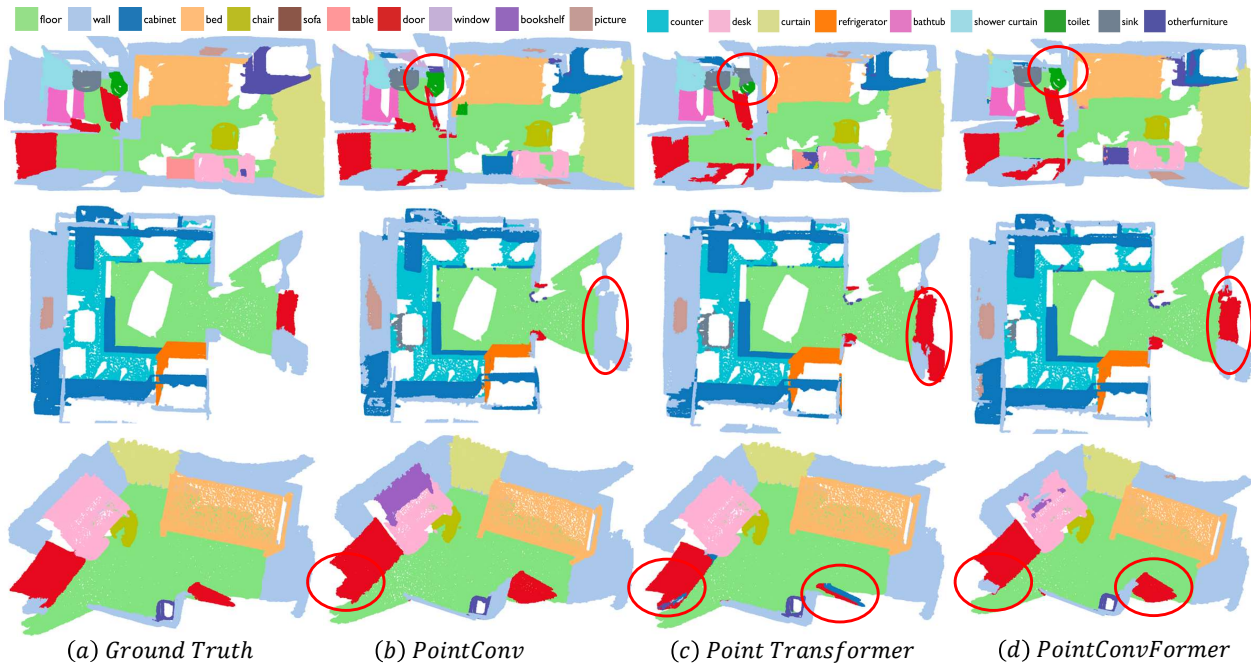 floor wall cabinet bed chair sofa table door window bookshelf picture counter desk curtain refrigerator bathtub shower curtain toilet sink otherfurniture
(a) Ground Truth (b) PointConv (c) Point Transformer (d) PointConvFormer